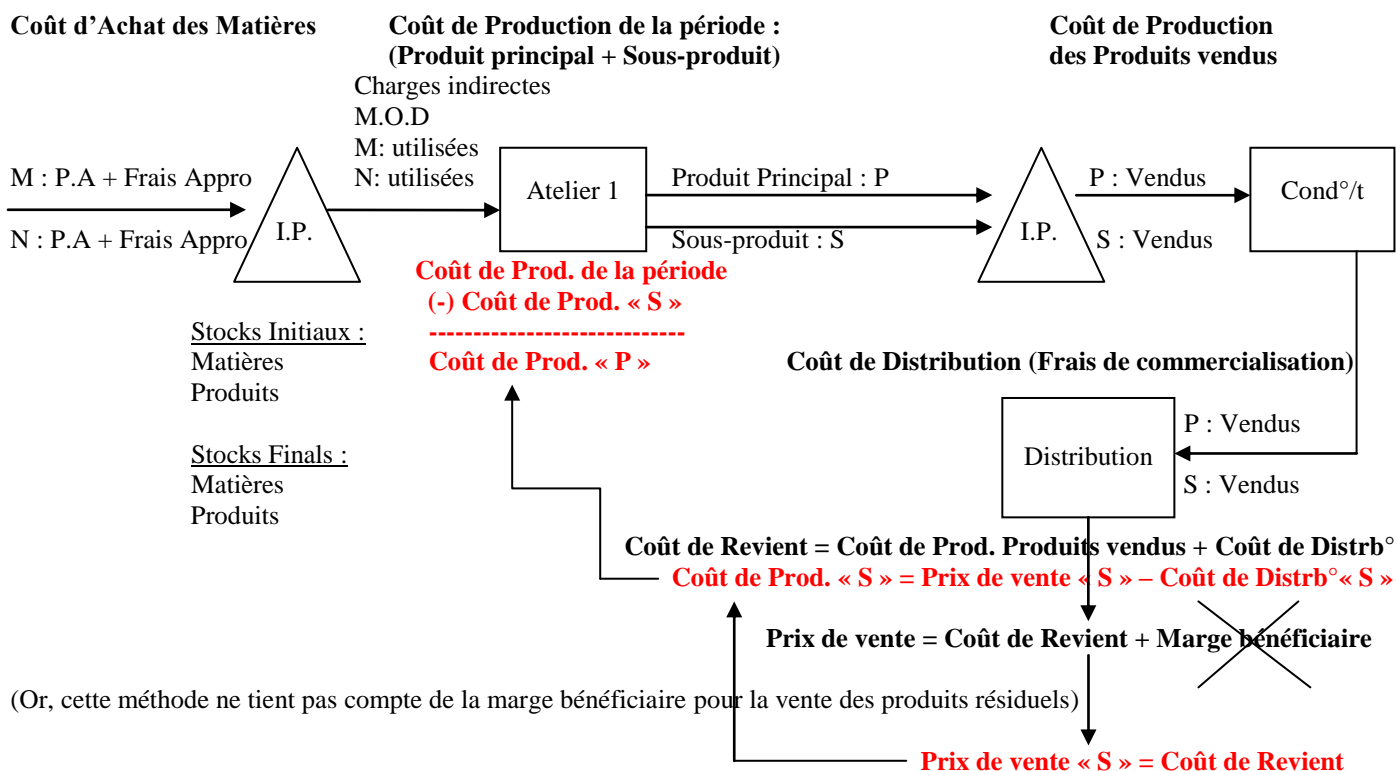 Coût d'Achat des Matières
Coût de Production de la période :
(Produit principal + Sous-produit)
Coût de Production
des Produits vendus
Charges indirectes
M.O.D
M: utilisées
N: utilisées
M : P.A + Frais Appro
N : P.A + Frais Appro
I.P.
Atelier 1
Produit Principal : P
Sous-produit : S
I.P.
P : Vendus
S : Vendus
Cond°/t
Coût de Prod. de la période
(-) Coût de Prod. « S »
----------------------------
Coût de Prod. « P »
Stocks Initiaux :
Matières
Produits
Stocks Finals :
Matières
Produits
Coût de Distribution (Frais de commercialisation)
Distribution
P : Vendus
S : Vendus
Coût de Revient = Coût de Prod. Produits vendus + Coût de Distrb°
Coût de Prod. « S » = Prix de vente « S » – Coût de Distrb°« S »
Prix de vente = Coût de Revient + Marge bénéficiaire
(Or, cette méthode ne tient pas compte de la marge bénéficiaire pour la vente des produits résiduels)
Prix de vente « S » = Coût de Revient